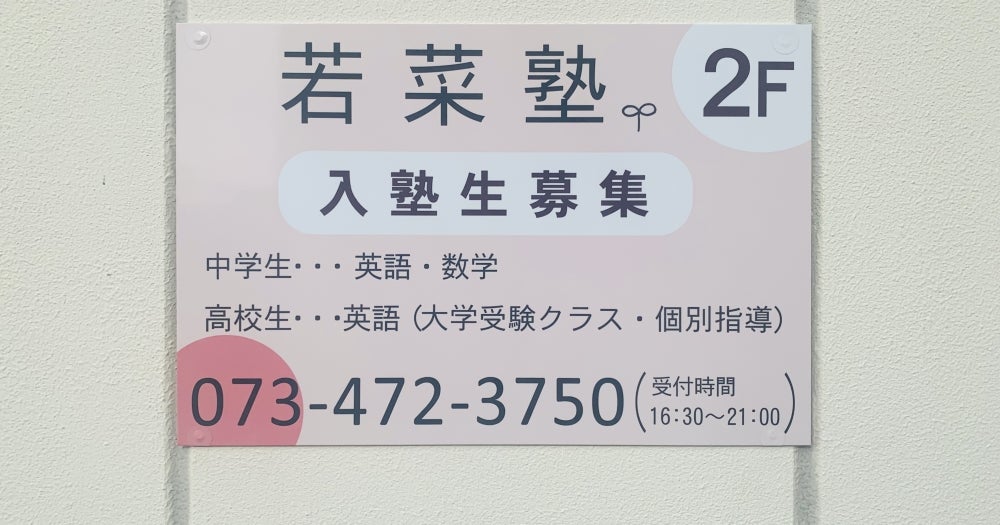 若菜塾
2F
入塾生募集
中学生・・・英語・数学
高校生・・・英語（大学受験クラス・個別指導）
073-472-3750（受付時間
16：30～21：00）